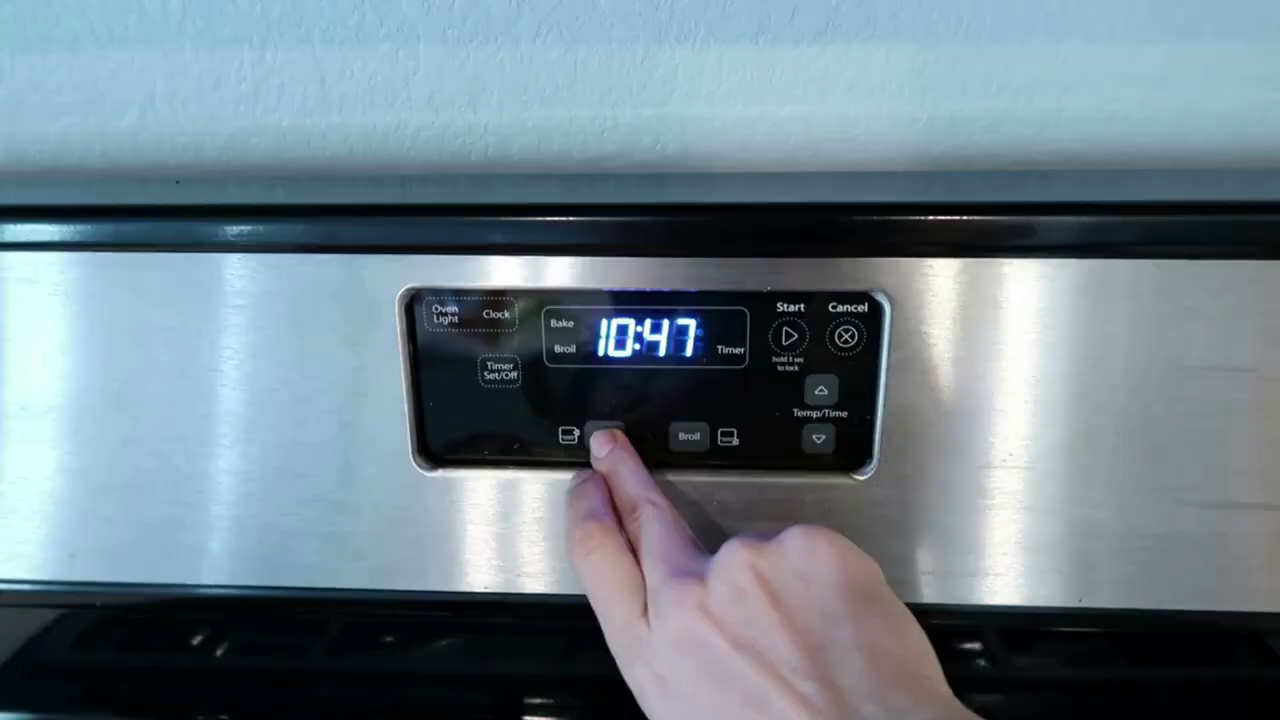 Oven
Light
Clock
Timer
Set/Off
Bake
Broil
10:47
Timer
Start
hold 3 sec
to lock
Cancel
Temp/Time
Broil